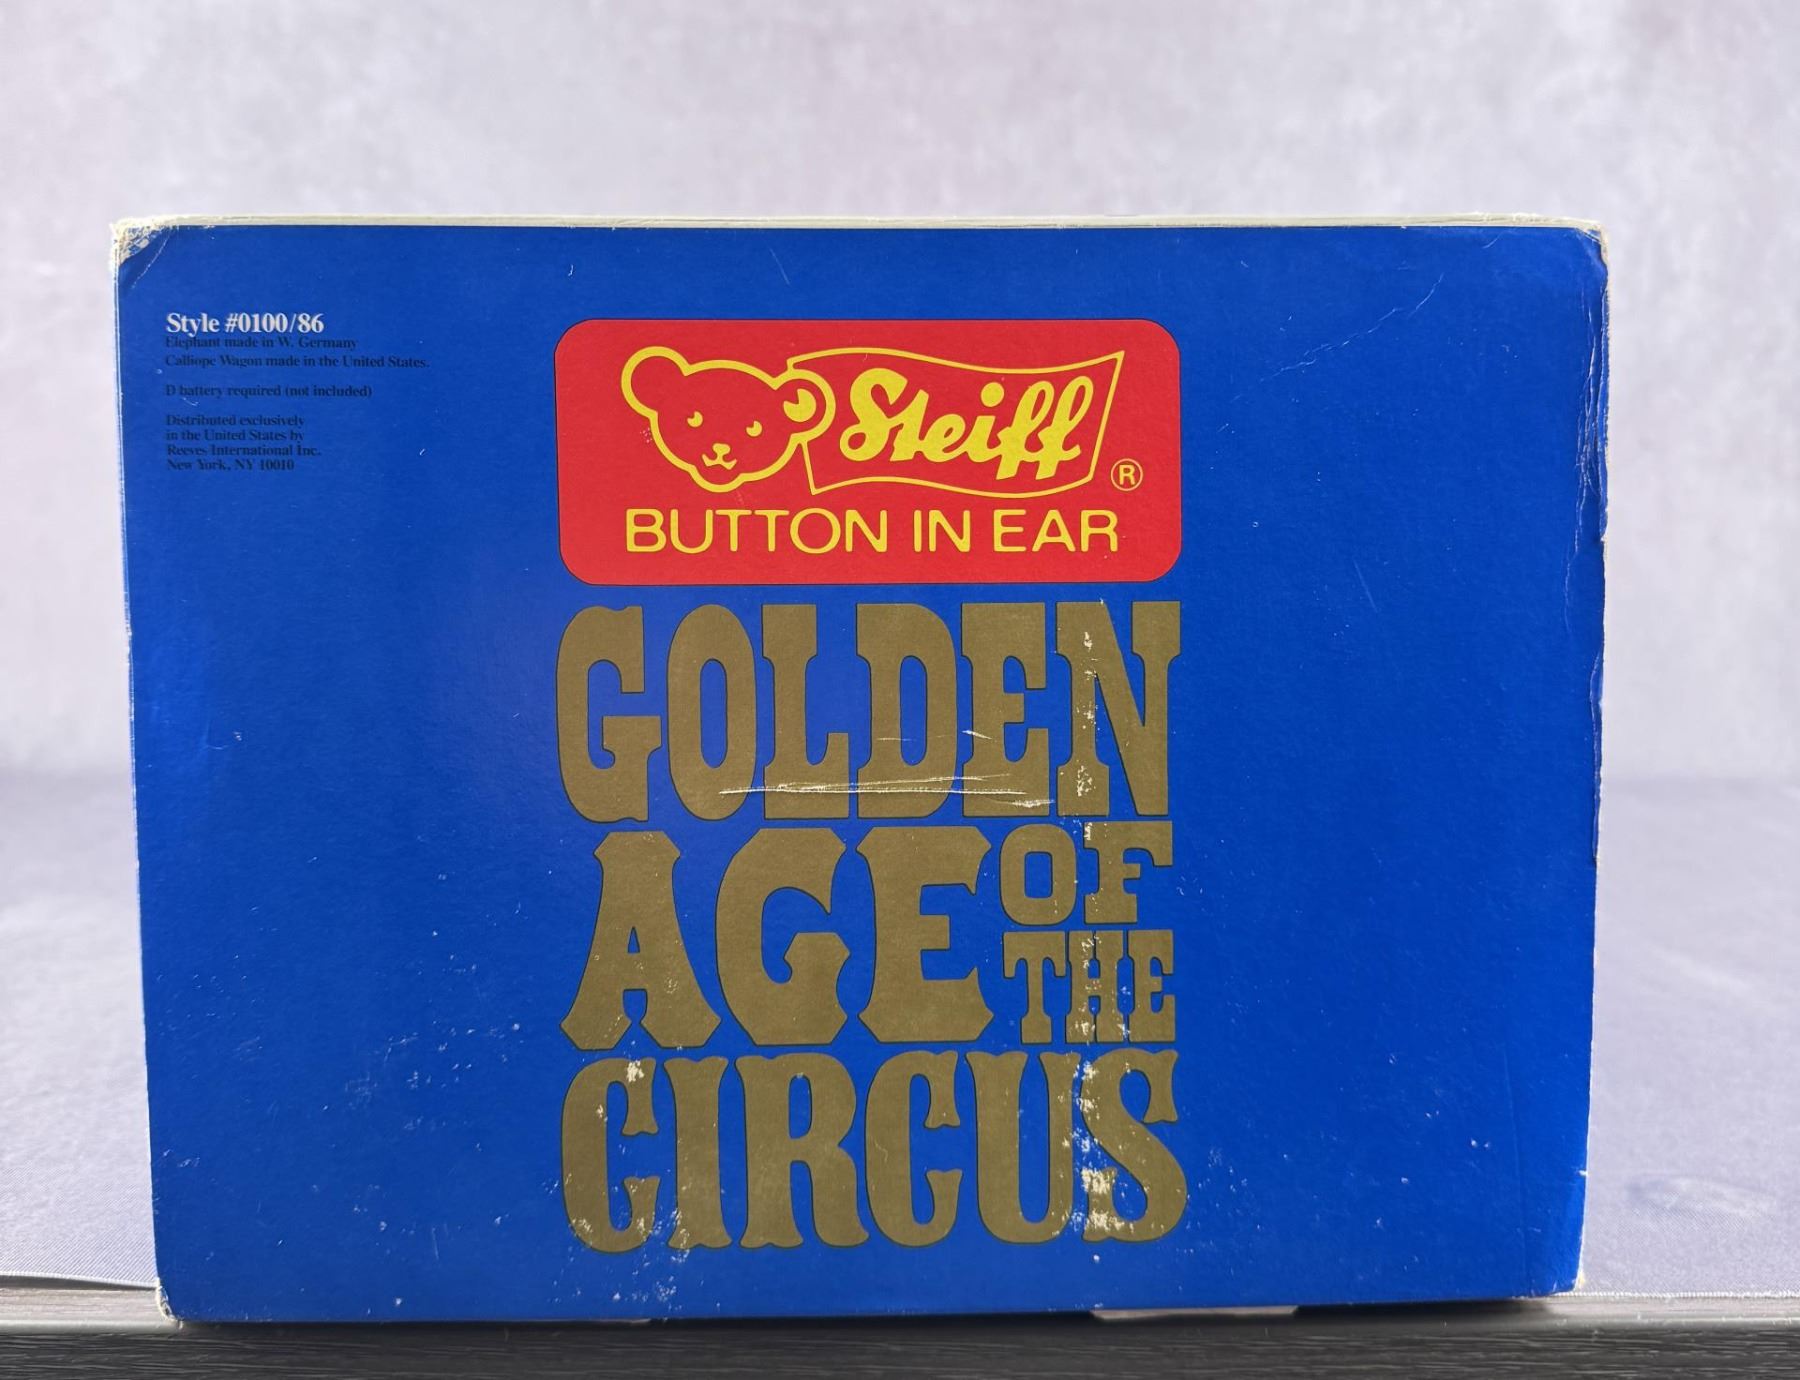 Style #0100/86
Elephant made in W. Germany
Calliope Wagon made in the United States.
D battery required (not included)
Distributed exclusively
in the United States by
Reeves International Inc.
New York, NY 10010
Steiff ®
BUTTON IN EAR
GOLDEN
AGE OF
THE
CIRCUS